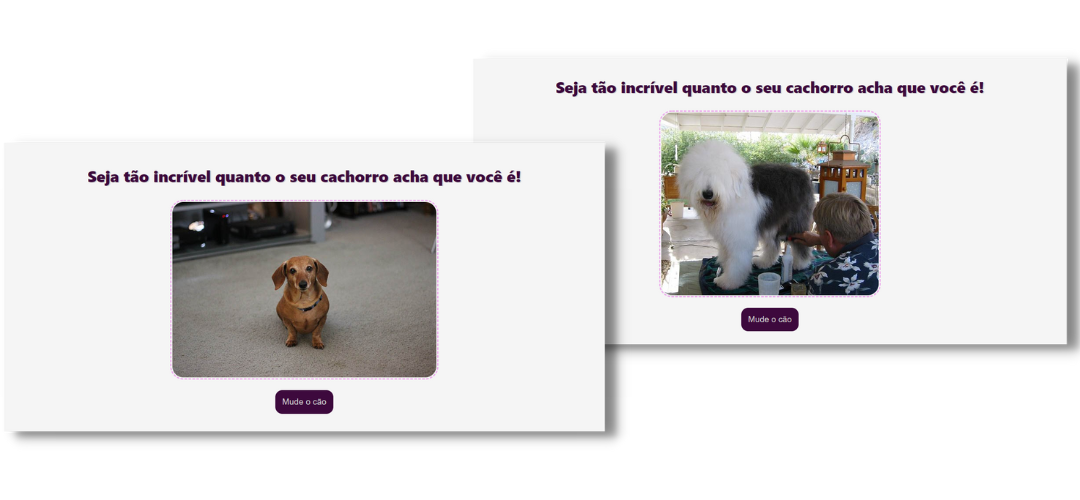 Seja tão incrível quanto o seu cachorro acha que você é!
Mude o cão
Seja tão incrível quanto o seu cachorro acha que você é!
Mude o cão